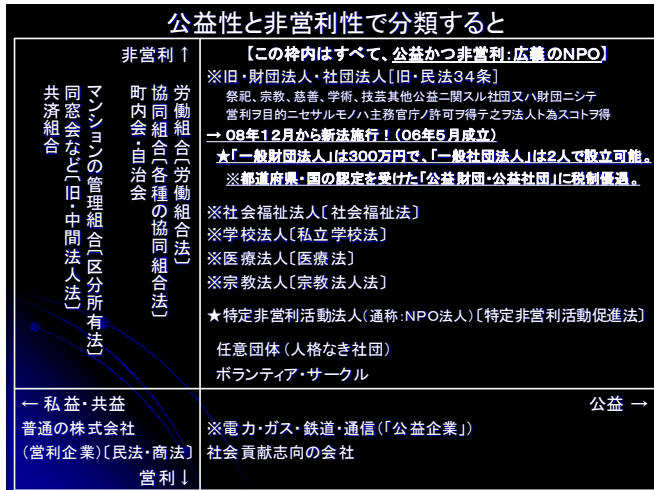 公益性と非営利性で分類すると
非営利↑
労働組合〔労働組合法〕
協同組合〔各種の協同組合法〕
町内会・自治会
マンションの管理組合〔区分所有法〕
同窓会など〔旧・中間法人法〕
共済組合
【この枠内はすべて、公益かつ非営利:広義のNPO】
※旧・財団法人・社団法人[旧・民法34条]
祭祀、宗教、慈善、学術、技芸其他公益ニ関スル社団又ハ財団ニシテ
営利ヲ目的ニセサルモノハ主務官庁ノ許可ヲ得テ之ヲ法人ト為スコトヲ得
→ 08年12月から新法施行!(06年5月成立)
★「一般財団法人」は300万円で、「一般社団法人」は2人で設立可能。
※都道府県・国の認定を受けた「公益財団・公益社団」に税制優遇。
※社会福祉法人〔社会福祉法〕
※学校法人〔私立学校法〕
※医療法人〔医療法〕
※宗教法人〔宗教法人法〕
★特定非営利活動法人(通称:NPO法人)〔特定非営利活動促進法〕
任意団体(人格なき社団)
ボランティア・サークル
← 私益・共益
普通の株式会社
(営利企業)〔民法・商法〕
営利↓
公益 →
※電力・ガス・鉄道・通信(「公益企業」)
社会貢献志向の会社